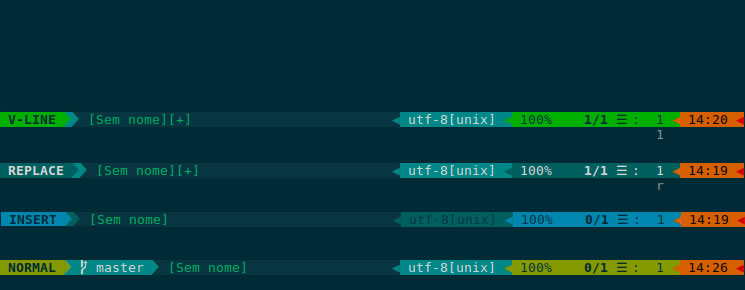 V-LINE [Sem nome][+] utf-8[unix] 100% 1/1 ☰ : 1 14:20
1
REPLACE [Sem nome][+] utf-8[unix] 100% 1/1 ☰ : 1 14:19
r
INSERT [Sem nome] utf-8[unix] 100% 0/1 ☰ : 1 14:19
NORMAL master [Sem nome] utf-8[unix] 100% 0/1 ☰ : 1 14:26